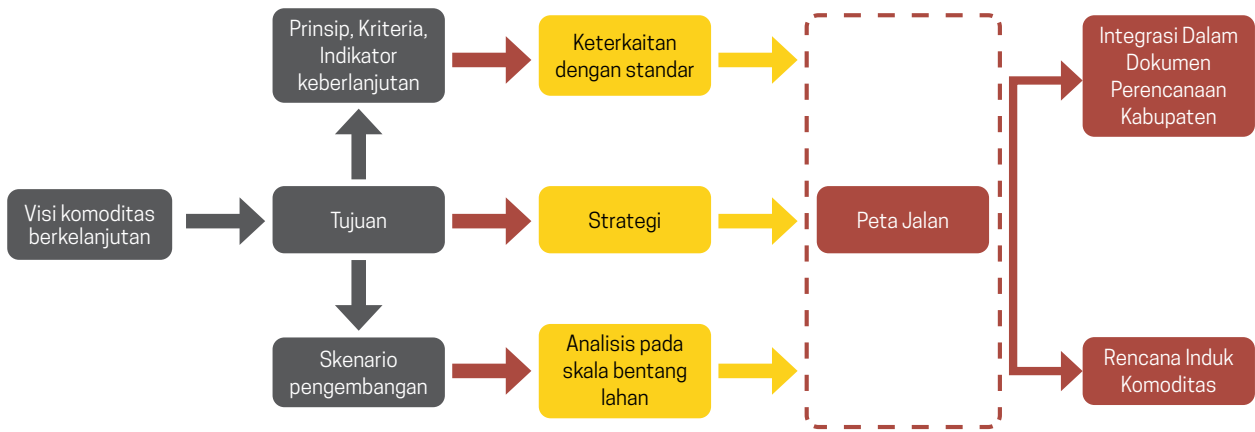 Prinsip, Kriteria,
Indikator
keberlanjutan
Keterkaitan
dengan standar
Integrasi Dalam
Dokumen
Perencanaan
Kabupaten
Visi komoditas
berkelanjutan
Tujuan
Strategi
Peta Jalan
Skenario
pengembangan
Analisis pada
skala bentang
lahan
Rencana Induk
Komoditas